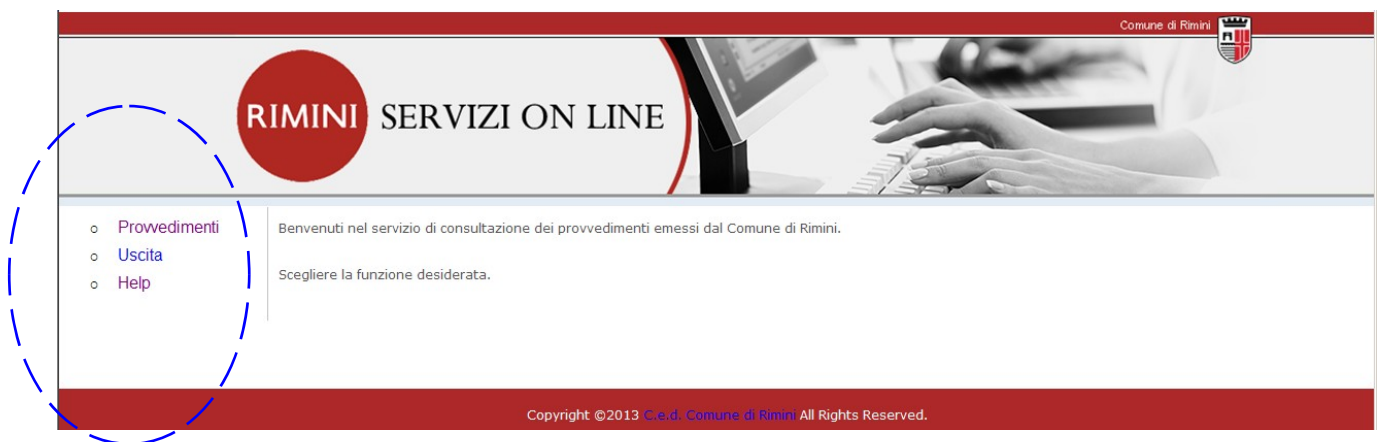 Comune di Rimini
RIMINI SERVIZI ON LINE
o Provvedimenti
o Uscita
o Help
Benvenuti nel servizio di consultazione dei provvedimenti emessi dal Comune di Rimini.
Scegliere la funzione desiderata.
Copyright ©2013 C.e.d. Comune di Rimini All Rights Reserved.